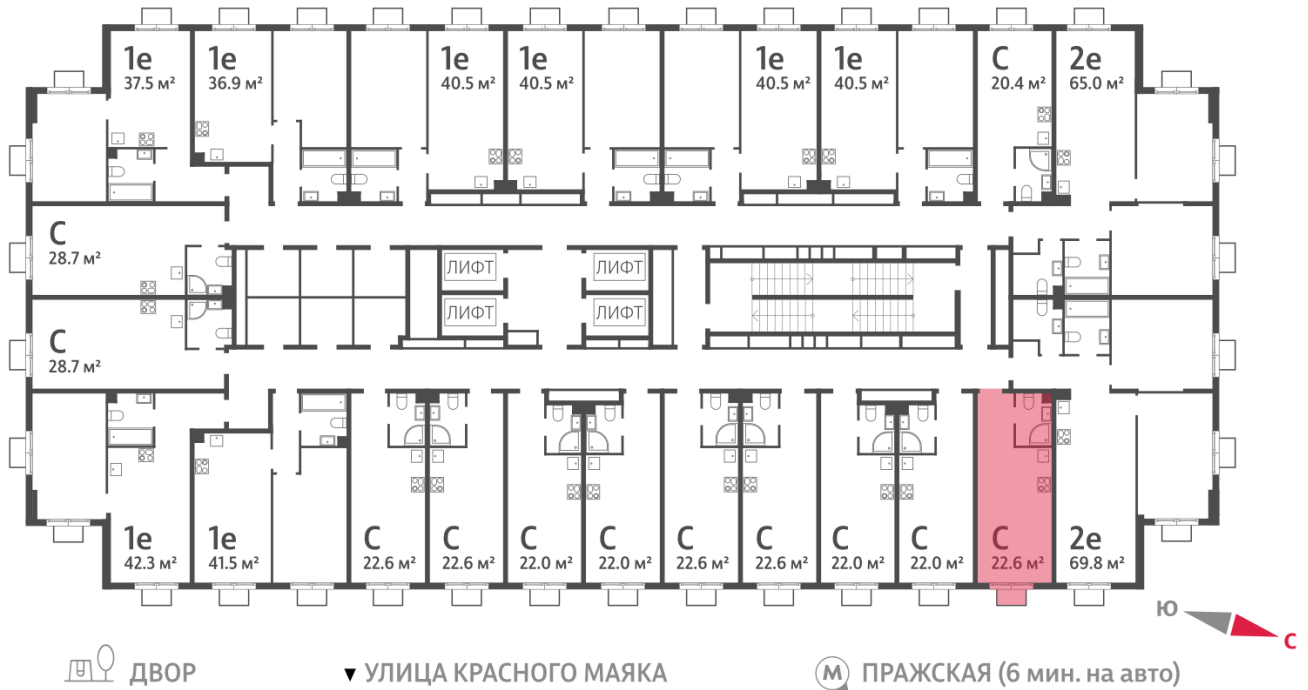 1е
37.5 м²
1е
36.9 м²
1е
40.5 м²
1е
40.5 м²
1е
40.5 м²
1е
40.5 м²
С
20.4 м²
2е
65.0 м²
С
28.7 м²
ЛИФТ
ЛИФТ
ЛИФТ
ЛИФТ
С
28.7 м²
1е
42.3 м²
1е
41.5 м²
С
22.6 м²
С
22.6 м²
С
22.0 м²
С
22.0 м²
С
22.6 м²
С
22.6 м²
С
22.0 м²
С
22.0 м²
С
22.6 м²
2е
69.8 м²
Ю
С
ДВОР
УЛИЦА КРАСНОГО МАЯКА
М ПРАЖСКАЯ (6 мин. на авто)